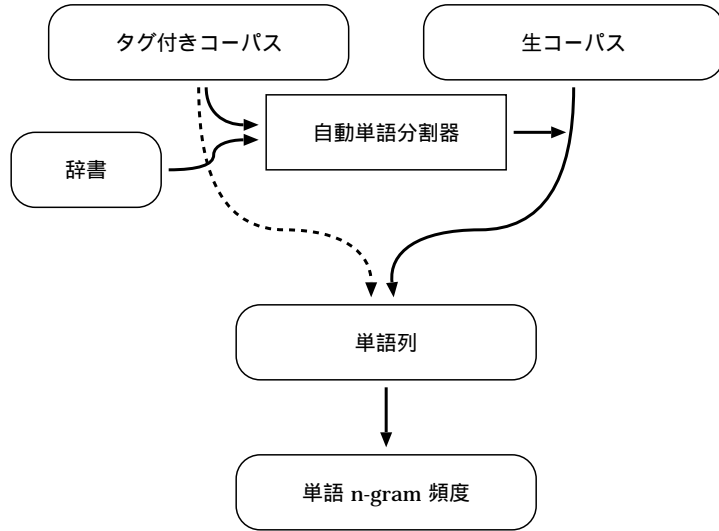 タグ付きコーパス
生コーパス
自動単語分割器
辞書
単語列
単語 n-gram 頻度